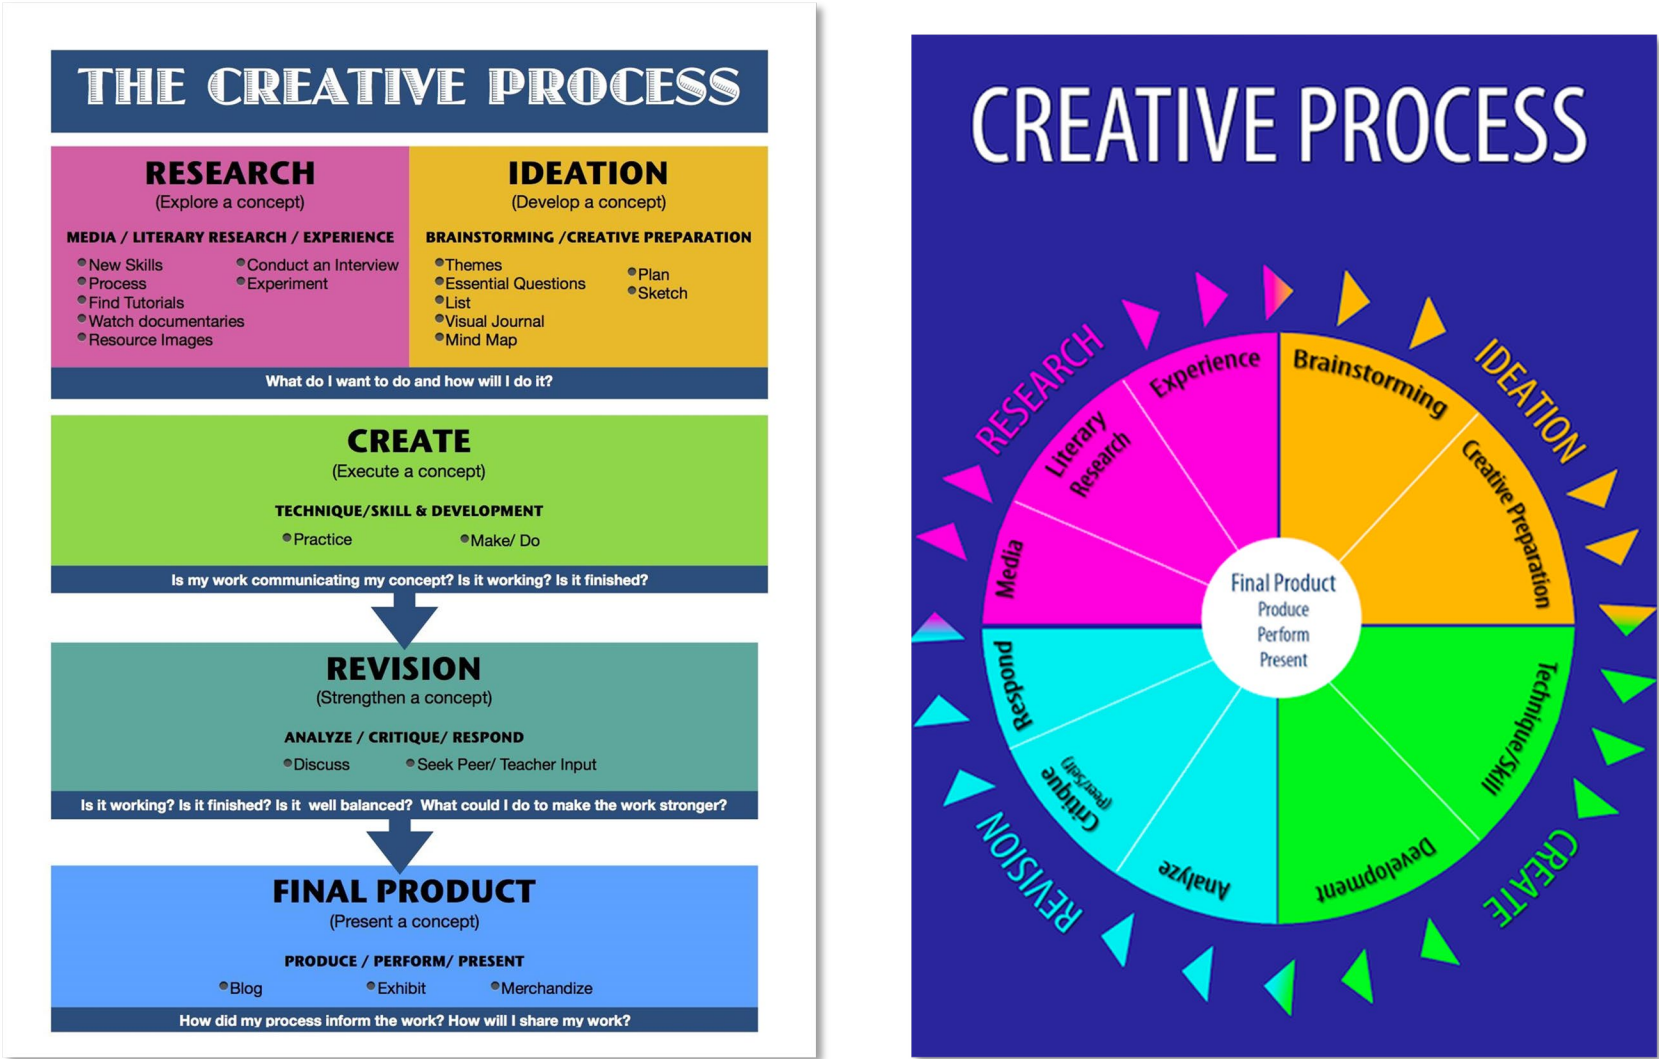 THE CREATIVE PROCESS
RESEARCH
(Explore a concept)
MEDIA / LITERARY RESEARCH / EXPERIENCE
New Skills
Process
Find Tutorials
Watch documentaries
Resource Images
Conduct an Interview
Experiment
IDEATION
(Develop a concept)
BRAINSTORMING /CREATIVE PREPARATION
Themes
Essential Questions
List
Visual Journal
Mind Map
Plan
Sketch
What do I want to do and how will I do it?
CREATE
(Execute a concept)
TECHNIQUE/SKILL & DEVELOPMENT
Practice
Make/ Do
Is my work communicating my concept? Is it working? Is it finished?
REVISION
(Strengthen a concept)
ANALYZE / CRITIQUE/ RESPOND
Discuss
Seek Peer/ Teacher Input
Is it working? Is it finished? Is it well balanced? What could I do to make the work stronger?
FINAL PRODUCT
(Present a concept)
PRODUCE / PERFORM/ PRESENT
Blog
Exhibit
Merchandize
How did my process inform the work? How will I share my work?
CREATIVE PROCESS
RESEARCH
Experience
Literary
Research
Media
IDEATION
Brainstorming
Creative Preparation
CREATE
Technique/Skill
Development
REVISION
Analyze
Critique
(Peer/Self)
Respond
Final Product
Produce
Perform
Present